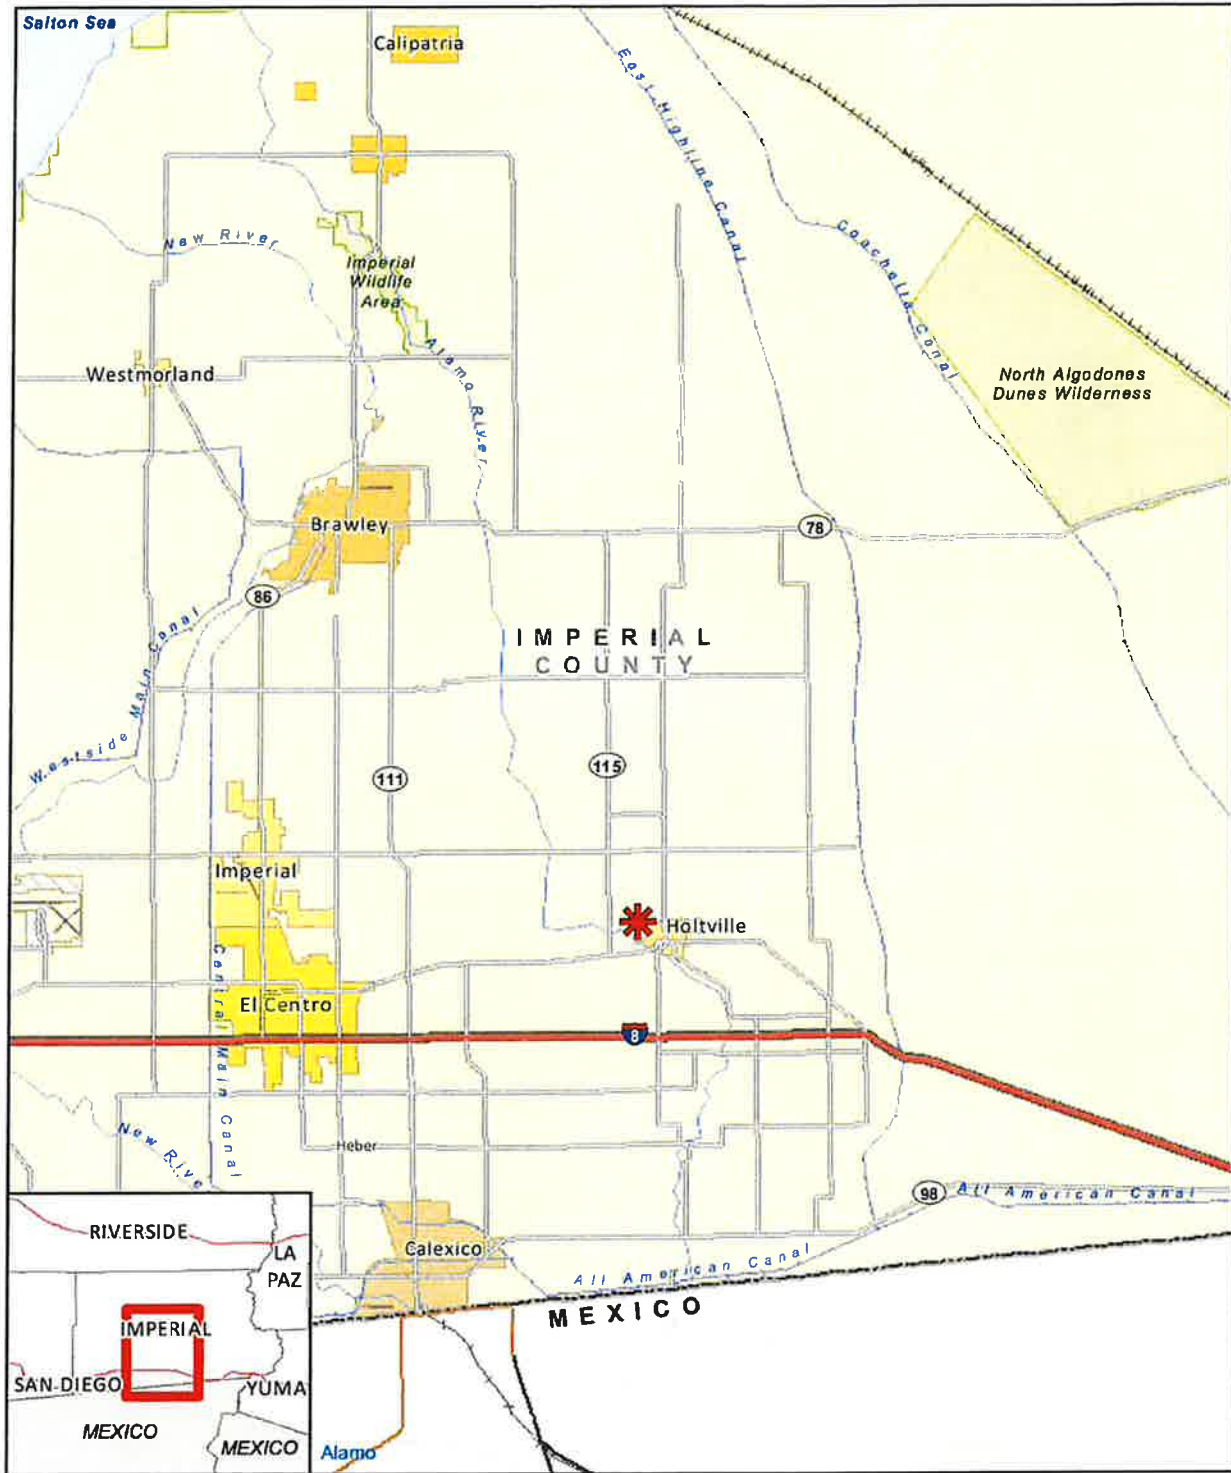 Salton Sea
Calipatria
East Highline Canal
New River
Coachella Canal
Imperial
Wildlife
Area
Alamo River
Westmorland
North Algodones
Dunes Wilderness
Brawley
78
86
Westside Main Canal
IMPERIAL
COUNTY
111
115
Imperial
Holtville
Central Main Canal
El Centro
8
New Rive
Heber
98
All American Canal
Calexico
All American Canal
MEXICO
RIVERSIDE
LA
PAZ
IMPERIAL
SAN DIEGO
YUMA
MEXICO
MEXICO
Alamo